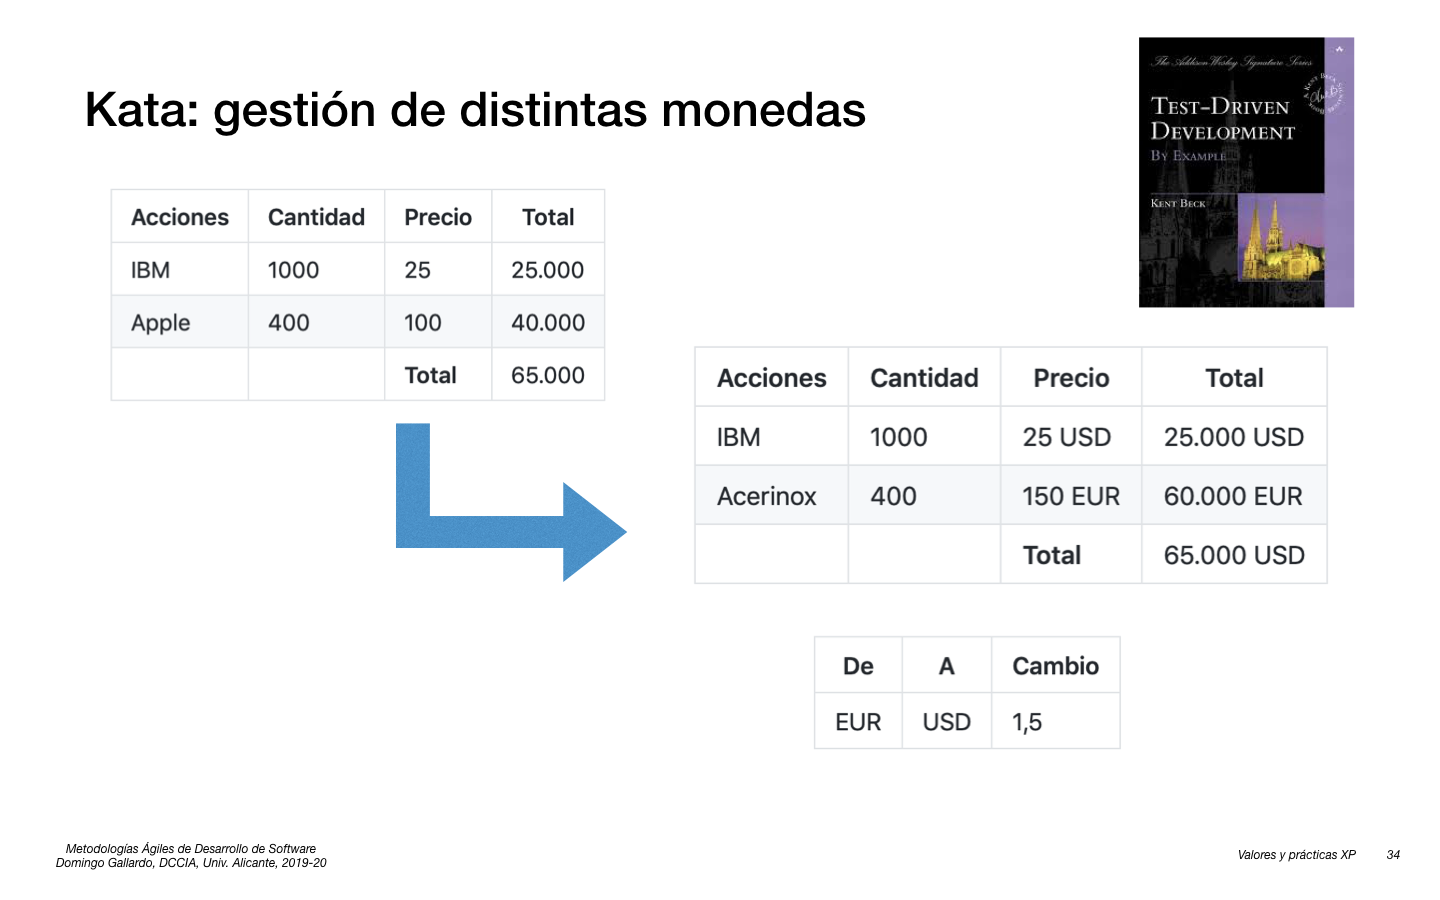 Kata: gestión de distintas monedas
The Addison Wesley Signature Series
TEST-DRIVEN
DEVELOPMENT
BY EXAMPLE
KENT BECK
Acciones Cantidad Precio Total
IBM 1000 25 25.000
Apple 400 100 40.000
Total 65.000
Acciones Cantidad Precio Total
IBM 1000 25 USD 25.000 USD
Acerinox 400 150 EUR 60.000 EUR
Total 65.000 USD
De A Cambio
EUR USD 1,5
Metodologías Ágiles de Desarrollo de Software
Domingo Gallardo, DCCIA, Univ. Alicante, 2019-20
Valores y prácticas XP 34